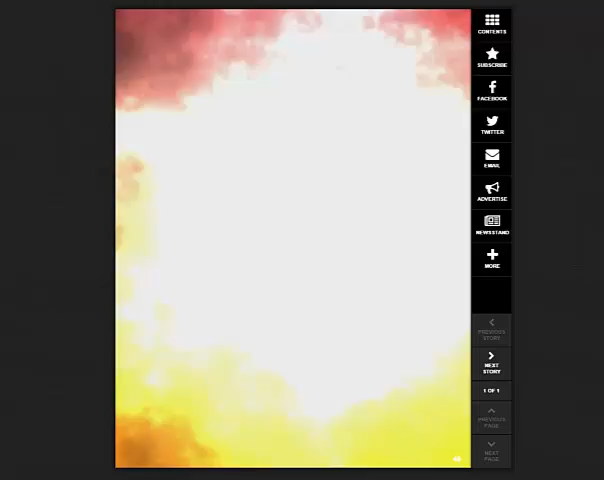 CONTENTS
SUBSCRIBE
FACEBOOK
TWITTER
EMAIL
ADVERTISE
NEWSSTAND
MORE
PREVIOUS
STORY
NEXT
STORY
1 OF 1
PREVIOUS
PAGE
NEXT
PAGE